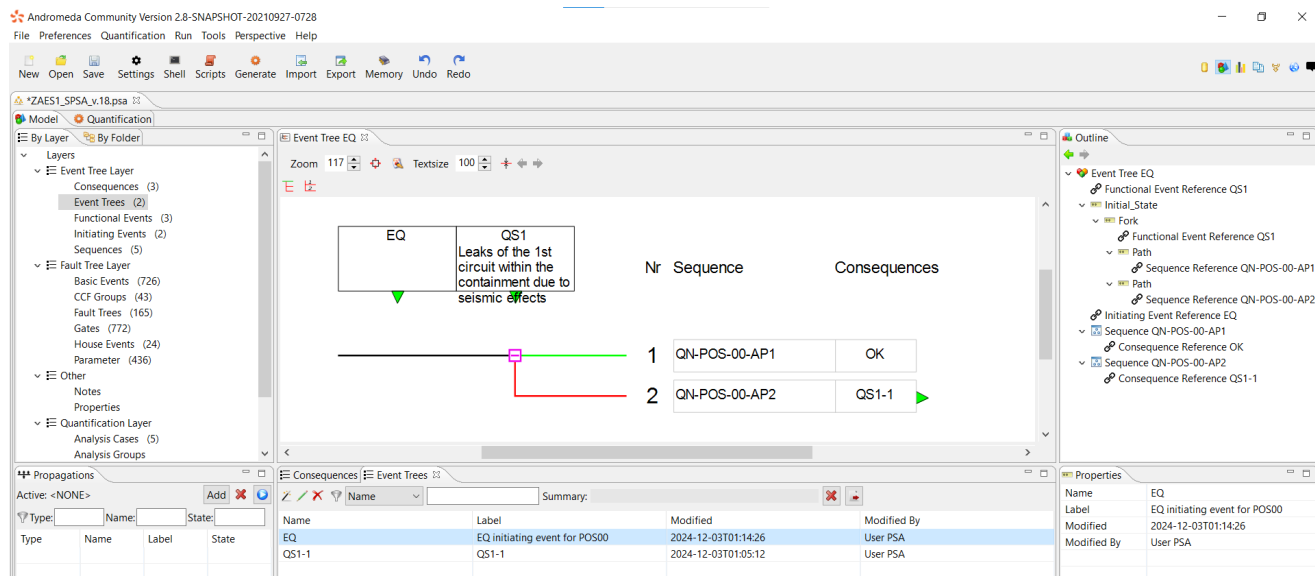 Andromeda Community Version 2.8-SNAPSHOT-20210927-0728
File Preferences Quantification Run Tools Perspective Help
New Open Save Settings Shell Scripts Generate Import Export Memory Undo Redo
*ZAES1_SPSA_v.18.psa
Model Quantification
By Layer By Folder
Layers
Event Tree Layer
Consequences (3)
Event Trees (2)
Functional Events (3)
Initiating Events (2)
Sequences (5)
Fault Tree Layer
Basic Events (726)
CCF Groups (43)
Fault Trees (165)
Gates (772)
House Events (24)
Parameter (436)
Other
Notes
Properties
Quantification Layer
Analysis Cases (5)
Analysis Groups
Event Tree EQ
Zoom 117 Textsize 100
EQ QS1
Leaks of the 1st
circuit within the
containment due to
seismic effects
Nr Sequence Consequences
1 QN-POS-00-AP1 OK
2 QN-POS-00-AP2 QS1-1
Outline
Event Tree EQ
Functional Event Reference QS1
Initial_State
Fork
Functional Event Reference QS1
Path
Sequence Reference QN-POS-00-AP1
Path
Sequence Reference QN-POS-00-AP2
Initiating Event Reference EQ
Sequence QN-POS-00-AP1
Consequence Reference OK
Sequence QN-POS-00-AP2
Consequence Reference QS1-1
Propagations
Active: <NONE> Add
Type: Name: State:
Type Name Label State
Consequences Event Trees
Name Summary:
Name Label Modified Modified By
EQ EQ initiating event for POS00 2024-12-03T01:14:26 User PSA
QS1-1 QS1-1 2024-12-03T01:05:12 User PSA
Properties
Name EQ
Label EQ initiating event for POS00
Modified 2024-12-03T01:14:26
Modified By User PSA